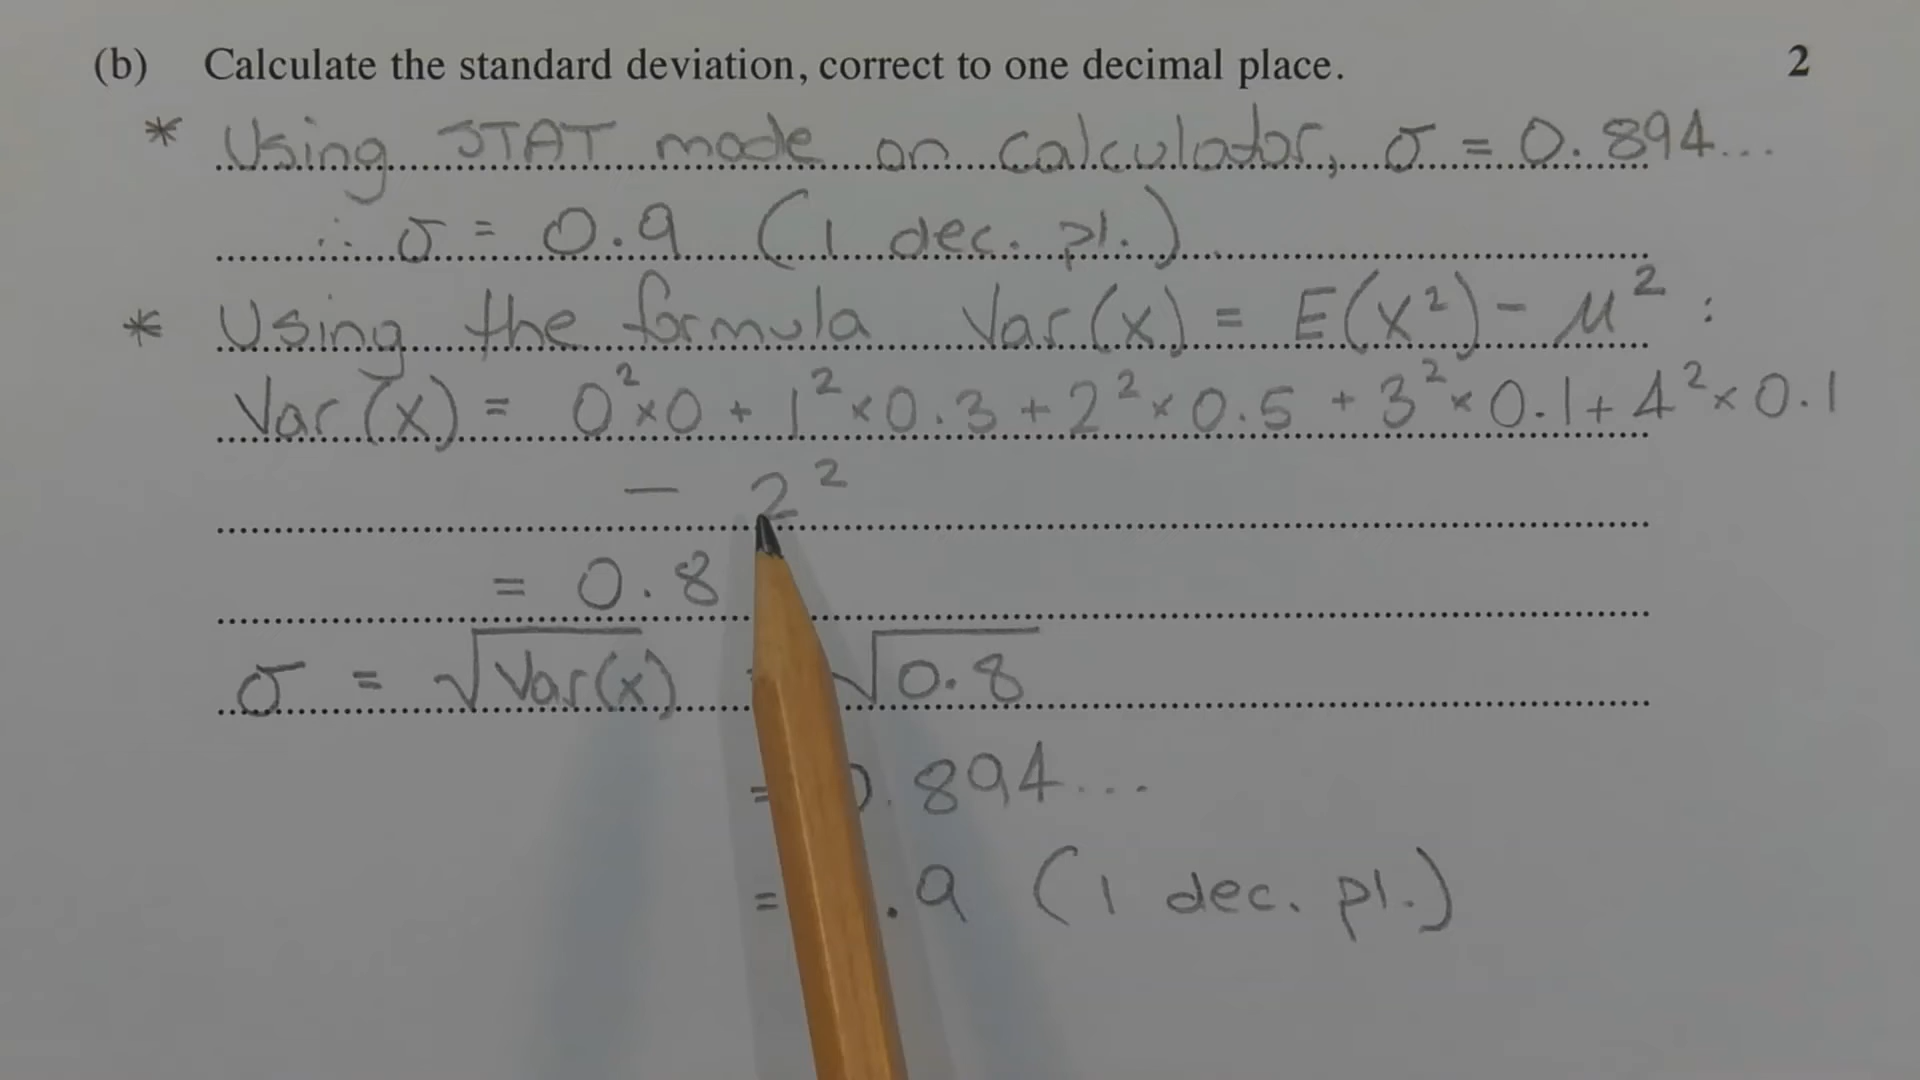 (b) Calculate the standard deviation, correct to one decimal place. 2
* Using STAT mode on calculator, σ = 0.894...
∴ σ = 0.9 (1 dec. pl.)
* Using the formula Var(x) = E(x²) - μ² :
Var(x) = 0²×0 + 1²×0.3 + 2²×0.5 + 3²×0.1 + 4²×0.1
- 2²
= 0.8
σ = √Var(x) √0.8
= 0.894...
= .9 (1 dec. pl.)